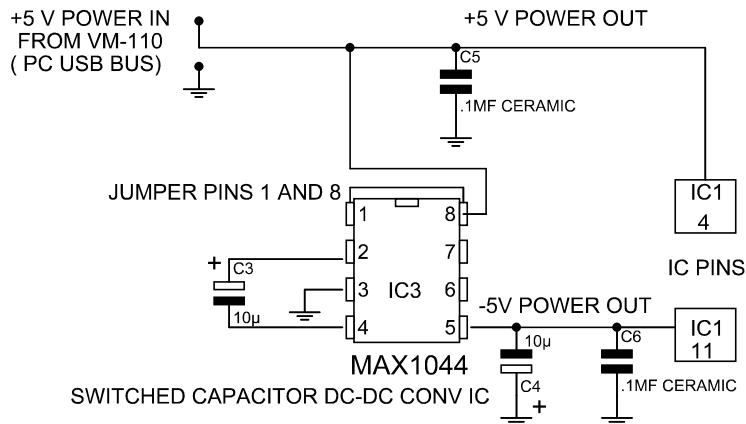 +5 V POWER IN
FROM VM-110
( PC USB BUS)
+5 V POWER OUT
C5
.1MF CERAMIC
JUMPER PINS 1 AND 8
1
8
2
7
3
6
4
5
IC3
+
C3
10µ
IC1
4
IC PINS
-5V POWER OUT
IC1
11
10µ
C4
+
C6
.1MF CERAMIC
MAX1044
SWITCHED CAPACITOR DC-DC CONV IC